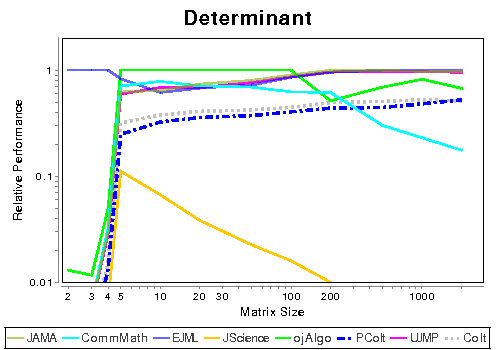 Determinant
Relative Performance
1
0.1
0.01
2 3 4 5 10 20 30 100 200 1000
Matrix Size
JAMA CommMath EJML JScience ojAlgo PColt UJMP Colt